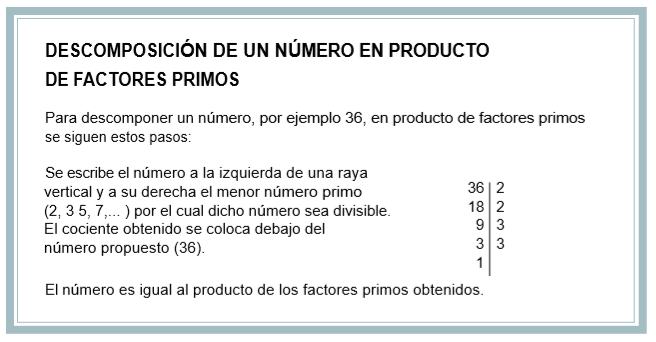 DESCOMPOSICIÓN DE UN NÚMERO EN PRODUCTO
DE FACTORES PRIMOS
Para descomponer un número, por ejemplo 36, en producto de factores primos
se siguen estos pasos:
Se escribe el número a la izquierda de una raya
vertical y a su derecha el menor número primo
(2, 3 5, 7,... ) por el cual dicho número sea divisible.
El cociente obtenido se coloca debajo del
número propuesto (36).
36 2
18 2
9 3
3 3
1
El número es igual al producto de los factores primos obtenidos.